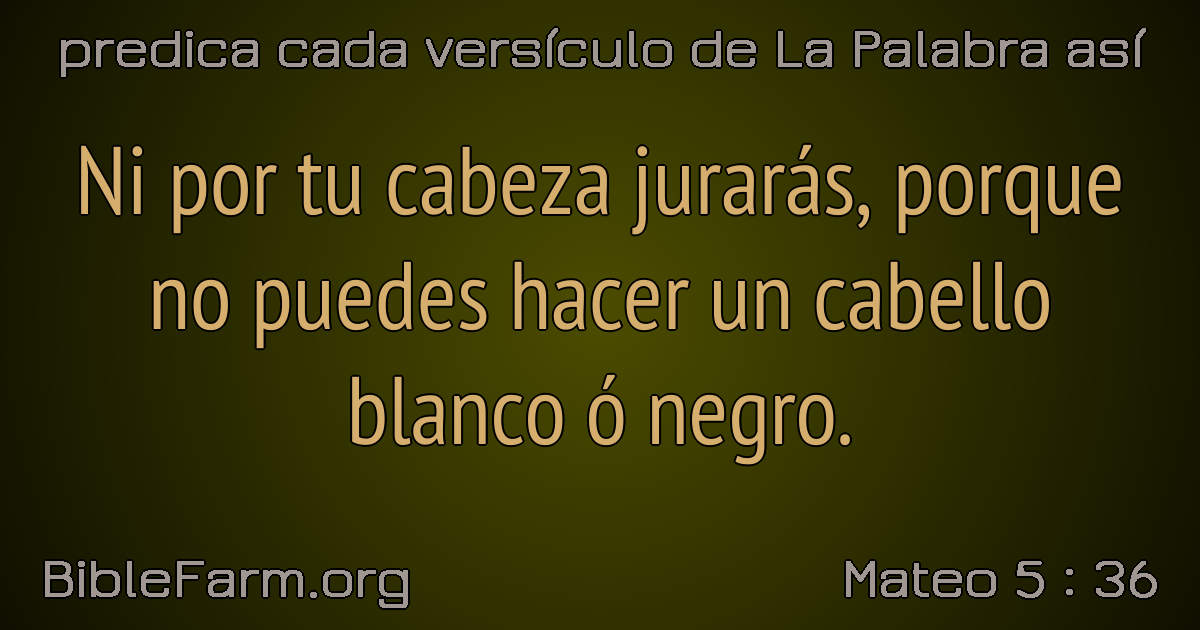 predica cada versículo de La Palabra así
Ni por tu cabeza jurarás, porque
no puedes hacer un cabello
blanco ó negro.
BibleFarm.org
Mateo 5 : 36